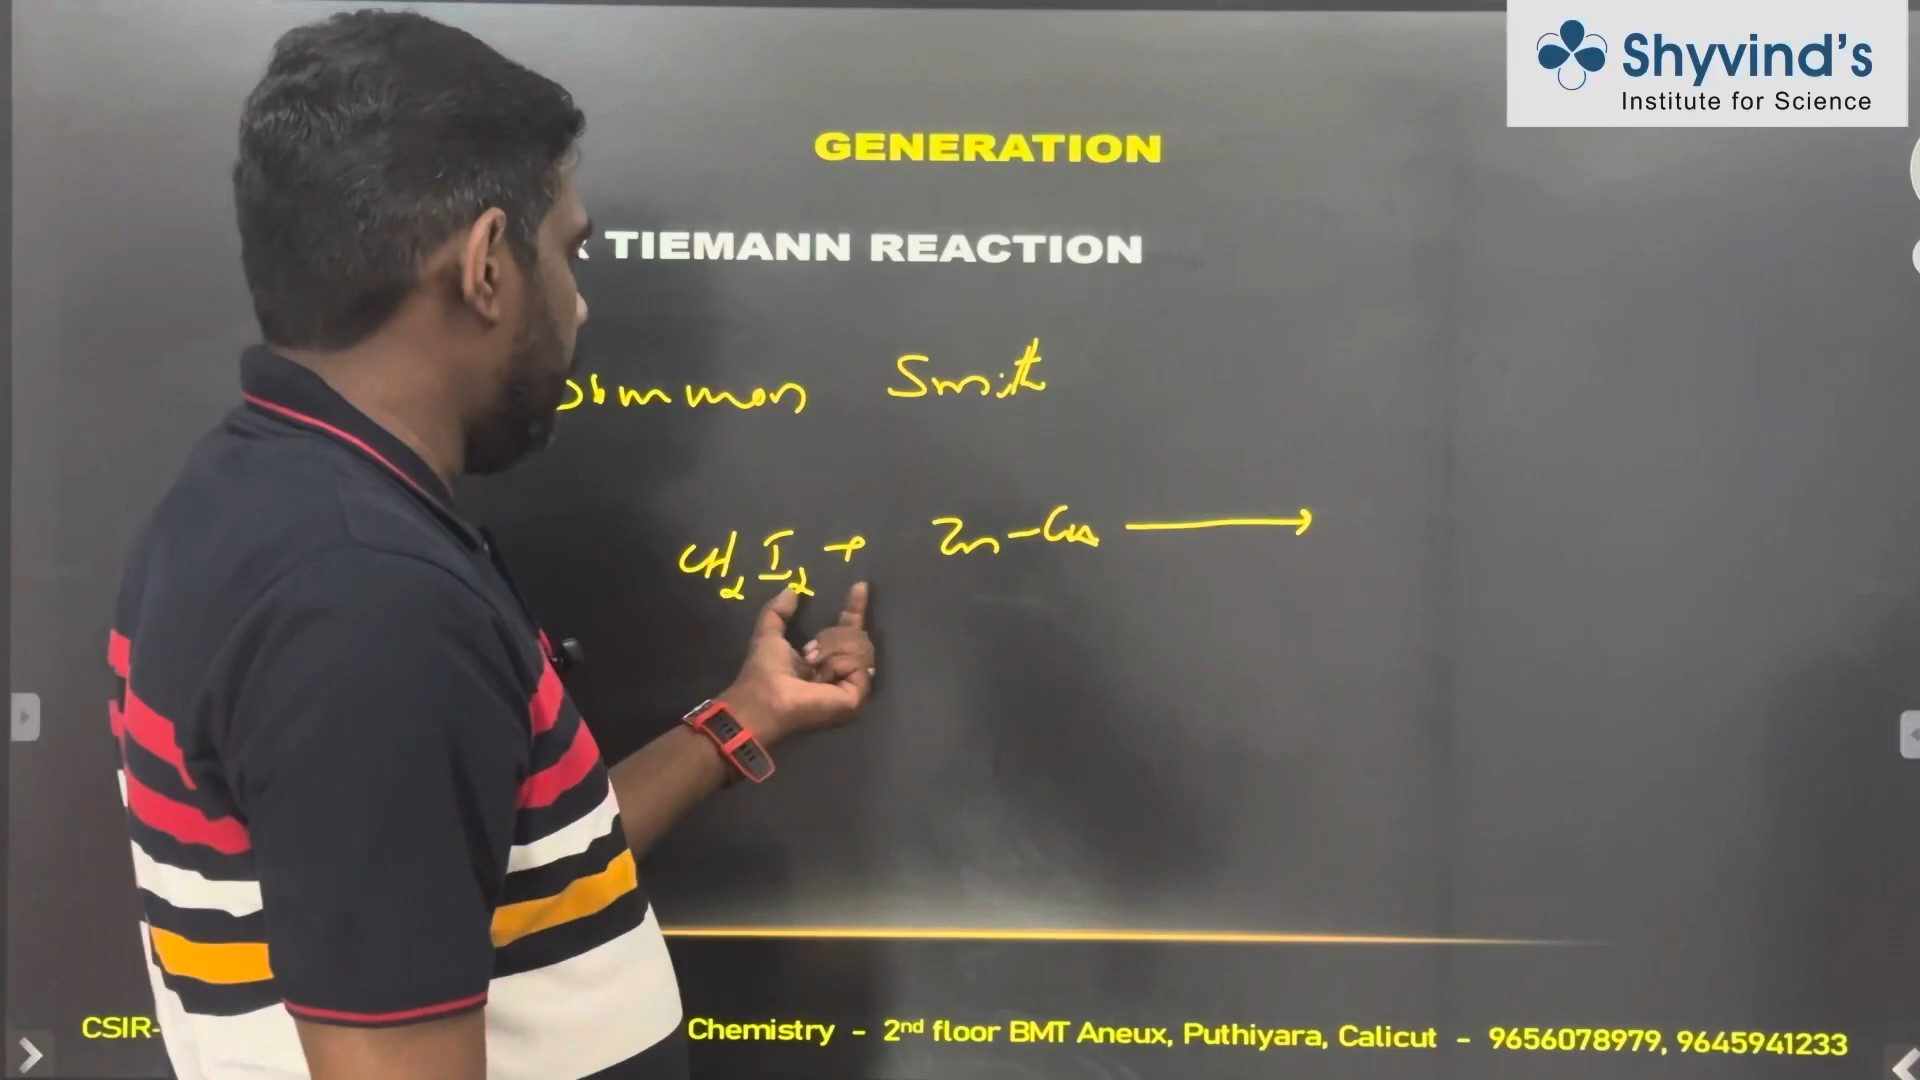 Shyvind's
Institute for Science
GENERATION
TIEMANN REACTION
Smith
CH2I2 + Zn-Cu →
CSIR- Chemistry - 2nd floor BMT Aneux, Puthiyara, Calicut - 9656078979, 9645941233